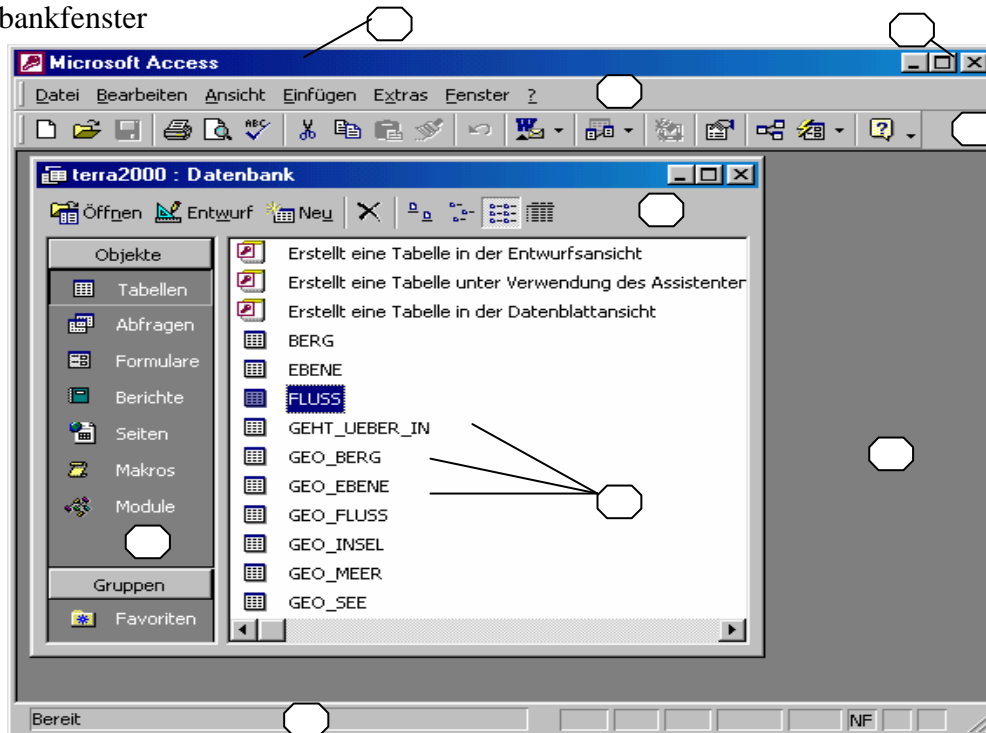 bankfenster
Microsoft Access
Datei Bearbeiten Ansicht Einfügen Extras Fenster ?
terra2000 : Datenbank
Öffnen Entwurf Neu
Objekte
Tabellen
Abfragen
Formulare
Berichte
Seiten
Makros
Module
Gruppen
Favoriten
Erstellt eine Tabelle in der Entwurfsansicht
Erstellt eine Tabelle unter Verwendung des Assistenten
Erstellt eine Tabelle in der Datenblattansicht
BERG
EBENE
FLUSS
GEHT_UEBER_IN
GEO_BERG
GEO_EBENE
GEO_FLUSS
GEO_INSEL
GEO_MEER
GEO_SEE
Bereit
NF